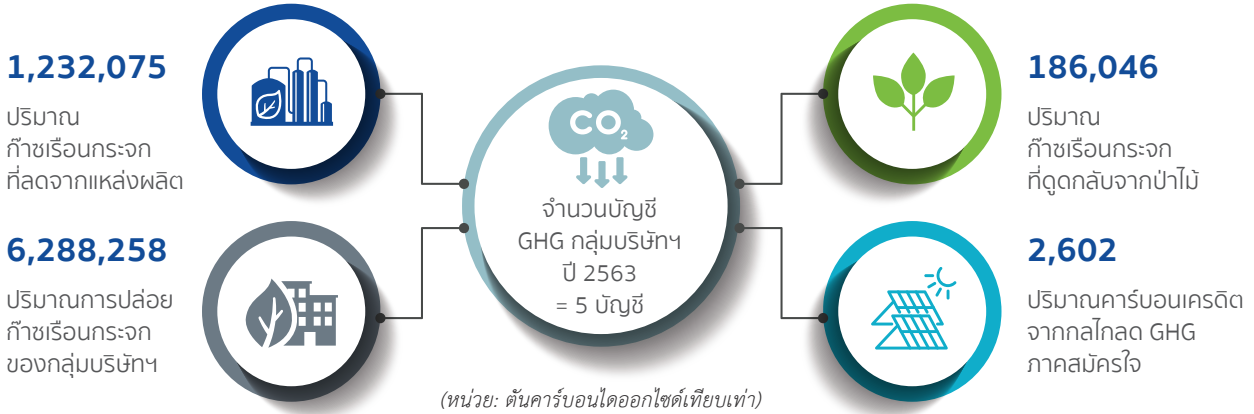 1,232,075
ปริมาณ
ก๊าซเรือนกระจก
ที่ลดจากแหล่งผลิต
6,288,258
ปริมาณการปล่อย
ก๊าซเรือนกระจก
ของกลุ่มบริษัทฯ
CO2
จำนวนบัญชี
GHG กลุ่มบริษัทฯ
ปี 2563
= 5 บัญชี
186,046
ปริมาณ
ก๊าซเรือนกระจก
ที่ดูดกลับจากป่าไม้
2,602
ปริมาณคาร์บอนเครดิต
จากกลไกลด GHG
ภาคสมัครใจ
(หน่วย: ตันคาร์บอนไดออกไซด์เทียบเท่า)